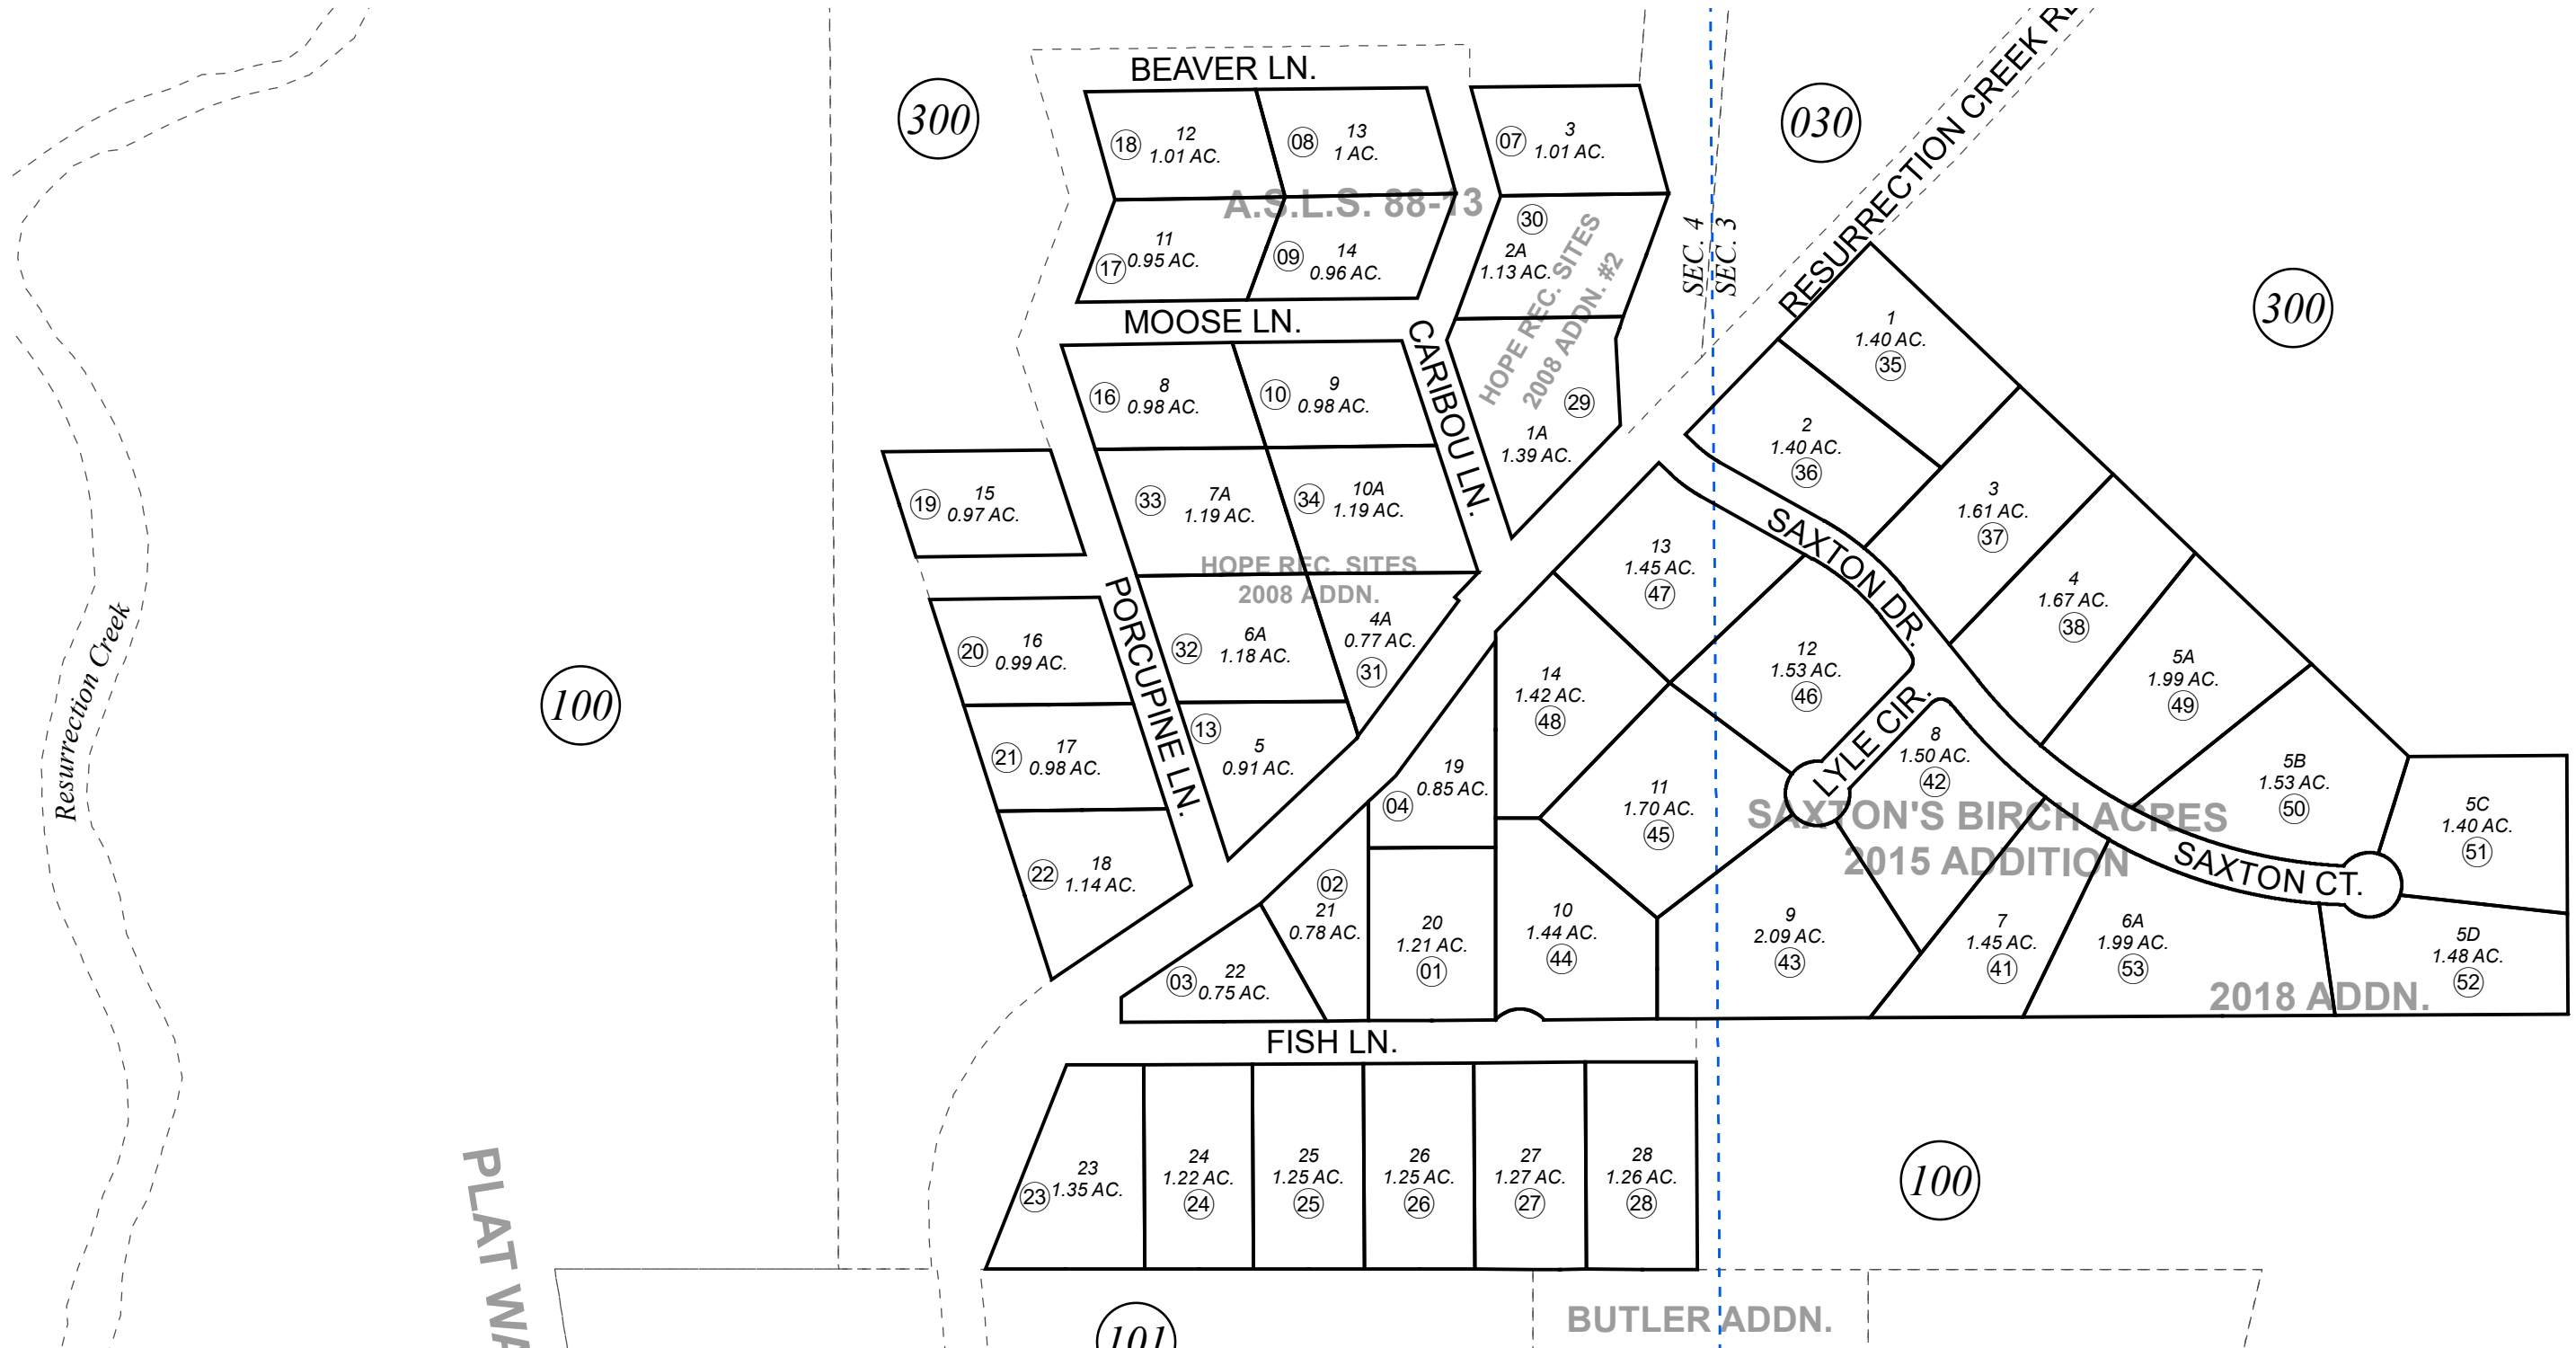 BEAVER LN.
300
18
12
1.01 AC.
08
13
1 AC.
07
3
1.01 AC.
030
RESURRECTION CREEK
A.S.L.S. 88-13
17
11
0.95 AC.
09
14
0.96 AC.
30
2A
1.13 AC.
HOPE REC. SITES
2008 ADDN. #2
SEC. 4
SEC. 3
300
MOOSE LN.
CARIBOU LN.
1
1.40 AC.
35
16
8
0.98 AC.
10
9
0.98 AC.
29
1A
1.39 AC.
2
1.40 AC.
36
19
15
0.97 AC.
33
7A
1.19 AC.
34
10A
1.19 AC.
SAXTON DR.
3
1.61 AC.
37
HOPE REC. SITES
2008 ADDN.
13
1.45 AC.
47
4
1.67 AC.
38
Resurrection Creek
PORCUPINE LN.
20
16
0.99 AC.
32
6A
1.18 AC.
4A
0.77 AC.
31
14
1.42 AC.
48
12
1.53 AC.
46
5A
1.99 AC.
49
100
LYLE CIR.
13
5
0.91 AC.
21
17
0.98 AC.
19
0.85 AC.
04
11
1.70 AC.
45
8
1.50 AC.
42
5B
1.53 AC.
50
5C
1.40 AC.
51
SAXTON'S BIRCH ACRES
2015 ADDITION
SAXTON CT.
22
18
1.14 AC.
02
21
0.78 AC.
20
1.21 AC.
01
10
1.44 AC.
44
9
2.09 AC.
43
7
1.45 AC.
41
6A
1.99 AC.
53
5D
1.48 AC.
52
03
22
0.75 AC.
2018 ADDN.
FISH LN.
23
23
1.35 AC.
24
1.22 AC.
24
25
1.25 AC.
25
26
1.25 AC.
26
27
1.27 AC.
27
28
1.26 AC.
28
100
PLAT
BUTLER ADDN.
101